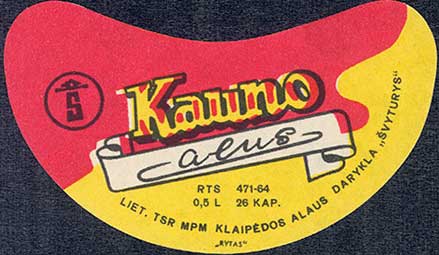 S
Kauno
alus
RTS 471-64
0,5 L 26 KAP.
LIET. TSR MPM KLAIPĖDOS ALAUS DARYKLA „ŠVYTURYS"
„RYTAS"